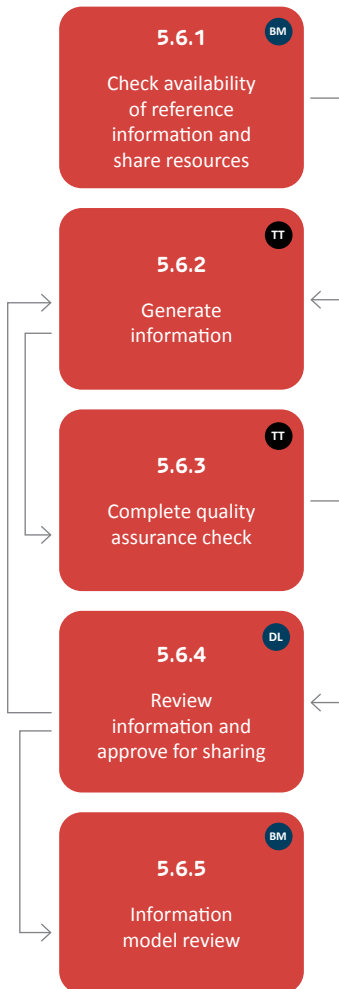 5.6.1
BM
Check availability
of reference
information and
share resources
TT
5.6.2
Generate
information
TT
5.6.3
Complete quality
assurance check
DL
5.6.4
Review
information and
approve for sharing
BM
5.6.5
Information
model review